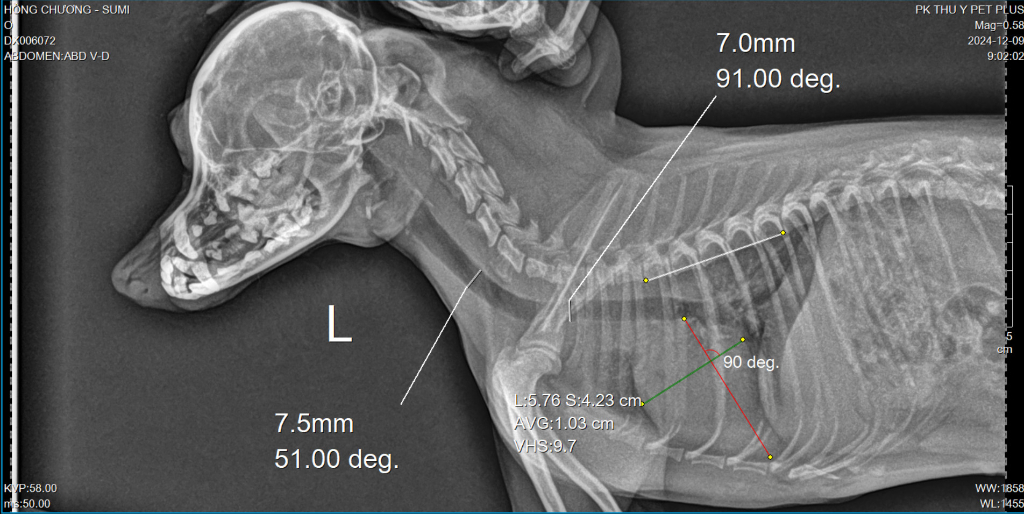 HỒNG CHƯƠNG - SUMI
DX006072
ABDOMEN:ABD V-D
PK THU Y PET PLUS
Mag=0.58
2024-12-09
9:02:02
7.0mm
91.00 deg.
L
7.5mm
51.00 deg.
90 deg.
L:5.76 S:4.23 cm
AVG:1.03 cm
VHS:9.7
5
cm
KVP:58.00
ms:50.00
WW:1858
WL:1455